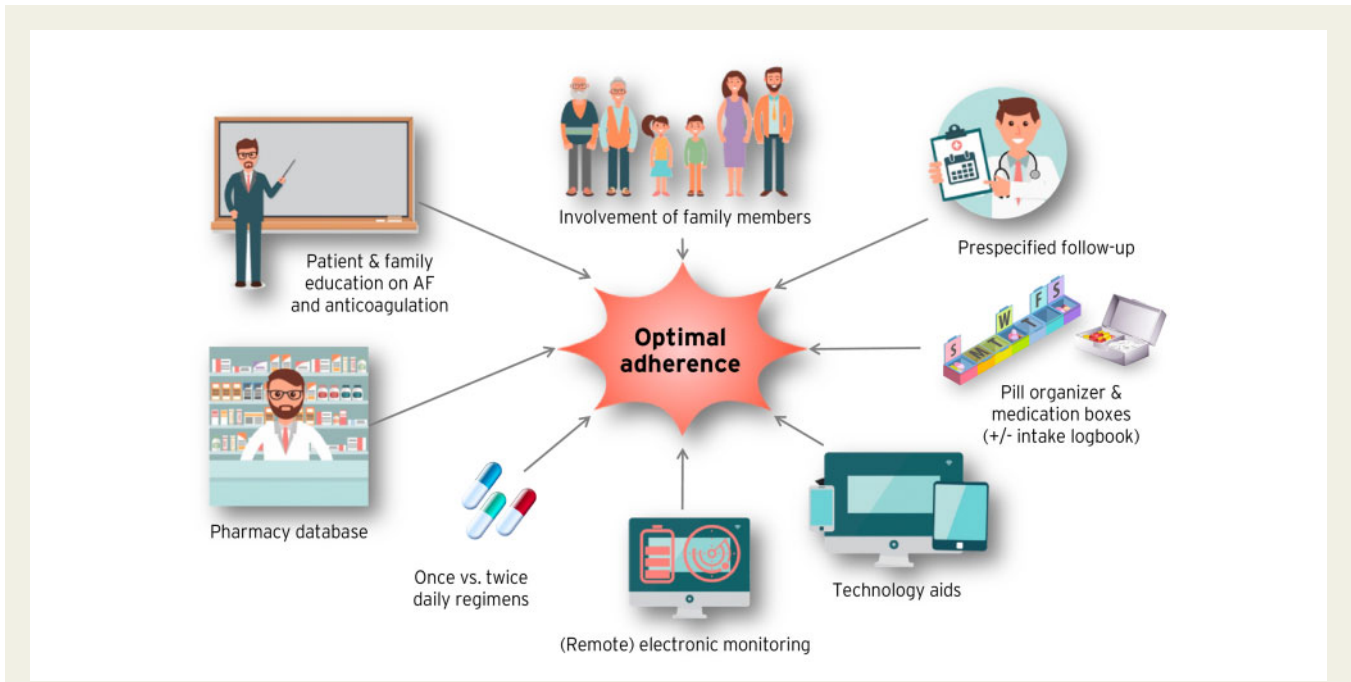 Involvement of family members
Patient & family
education on AF
and anticoagulation
Prespecified follow-up
Optimal
adherence
S
M
T
W
T
F
S
Pill organizer &
medication boxes
(+/- intake logbook)
Pharmacy database
Once vs. twice
daily regimens
Technology aids
(Remote) electronic monitoring